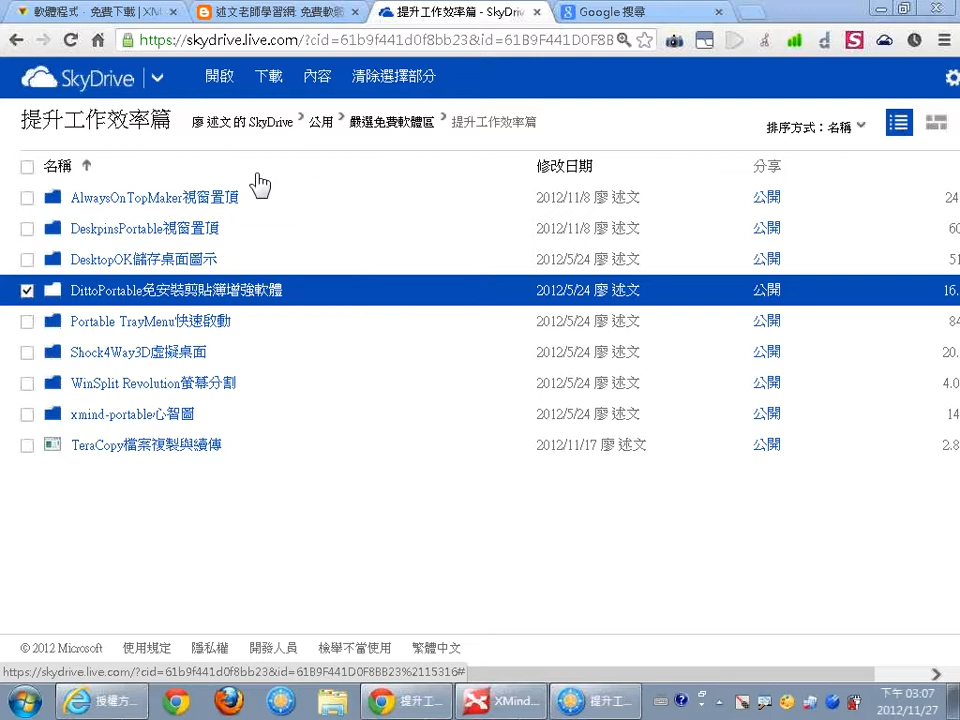 軟體程式 - 免費下載 | XM
述文老師學習網: 免費軟體
提升工作效率篇 - SkyDriv
Google 搜尋
https://skydrive.live.com/?cid=61b9f441d0f8bb23&id=61B9F441D0F8B
SkyDrive
開啟 下載 內容 清除選擇部分
提升工作效率篇 廖 述文的 SkyDrive 公用 嚴選免費軟體區 提升工作效率篇
排序方式：名稱
名稱 修改日期 分享
AlwaysOnTopMaker視窗置頂 2012/11/8 廖 述文 公開 24
DeskpinsPortable視窗置頂 2012/11/8 廖 述文 公開 60
DesktopOK儲存桌面圖示 2012/5/24 廖 述文 公開 51
DittoPortable免安裝剪貼簿增強軟體 2012/5/24 廖 述文 公開 16.
Portable TrayMenu快速啟動 2012/5/24 廖 述文 公開 84
Shock4Way3D虛擬桌面 2012/5/24 廖 述文 公開 20.
WinSplit Revolution螢幕分割 2012/5/24 廖 述文 公開 4.0
xmind-portable心智圖 2012/5/24 廖 述文 公開 14
TeraCopy檔案複製與續傳 2012/11/17 廖 述文 公開 2.8
© 2012 Microsoft 使用規定 隱私權 開發人員 檢舉不當使用 繁體中文
https://skydrive.live.com/?cid=61b9f441d0f8bb23&id=61B9F441D0F8BB23%2115316#
授權方... 提升工... XMind... 提升工...
下午 03:07
2012/11/27